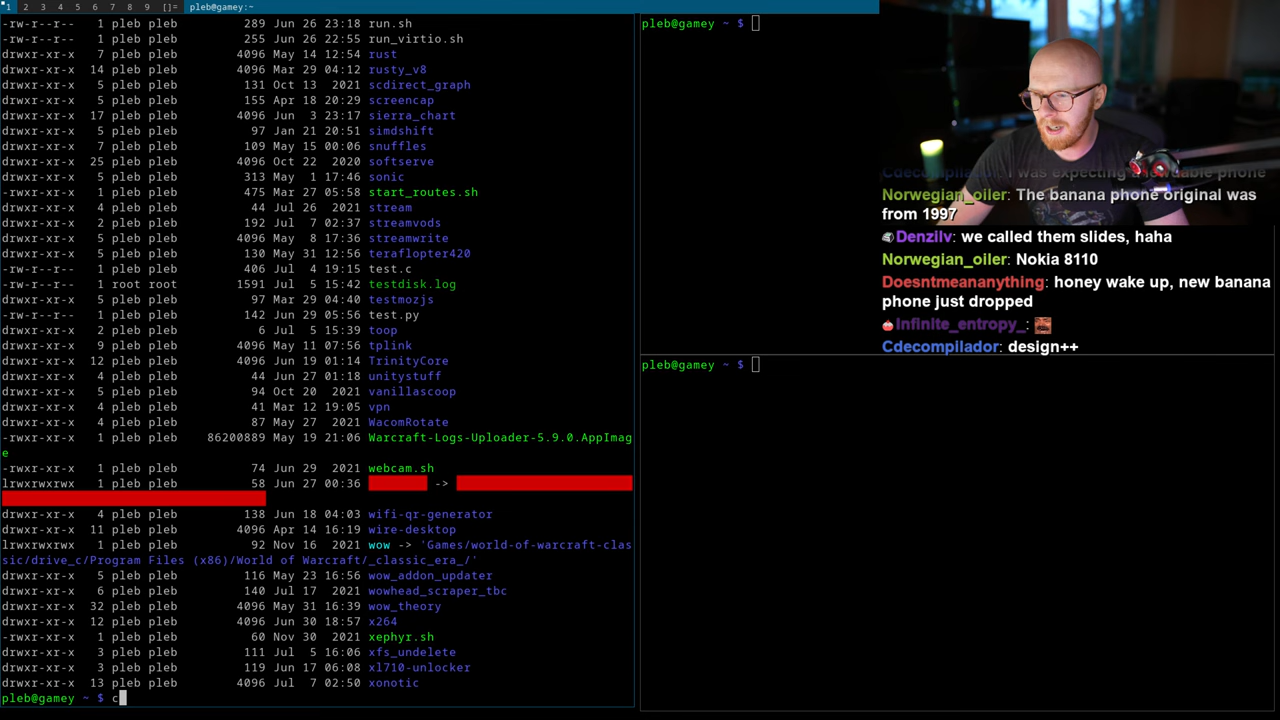 1 2 3 4 5 6 7 8 9 []= pleb@gamey:~
-rw-r--r-- 1 pleb pleb 289 Jun 26 23:18 run.sh
-rw-r--r-- 1 pleb pleb 255 Jun 26 22:55 run_virtio.sh
drwxr-xr-x 7 pleb pleb 4096 May 14 12:54 rust
drwxr-xr-x 14 pleb pleb 4096 Mar 29 04:12 rusty_v8
drwxr-xr-x 5 pleb pleb 131 Oct 13 2021 scdirect_graph
drwxr-xr-x 5 pleb pleb 155 Apr 18 20:29 screencap
drwxr-xr-x 17 pleb pleb 4096 Jun 3 23:17 sierra_chart
drwxr-xr-x 5 pleb pleb 97 Jan 21 20:51 simdshift
drwxr-xr-x 7 pleb pleb 109 May 15 00:06 snuffles
drwxr-xr-x 25 pleb pleb 4096 Oct 22 2020 softserve
drwxr-xr-x 5 pleb pleb 313 May 1 17:46 sonic
-rwxr-xr-x 1 pleb pleb 475 Mar 27 05:58 start_routes.sh
drwxr-xr-x 4 pleb pleb 44 Jul 26 2021 stream
drwxr-xr-x 2 pleb pleb 192 Jul 7 02:37 streamvods
drwxr-xr-x 5 pleb pleb 4096 May 8 17:36 streamwrite
drwxr-xr-x 5 pleb pleb 130 May 31 12:56 teraflopter420
-rw-r--r-- 1 pleb pleb 406 Jul 4 19:15 test.c
-rw-r--r-- 1 root root 1591 Jul 5 15:42 testdisk.log
drwxr-xr-x 5 pleb pleb 97 Mar 29 04:40 testmozjs
-rw-r--r-- 1 pleb pleb 142 Jun 29 05:56 test.py
drwxr-xr-x 2 pleb pleb 6 Jul 5 15:39 toop
drwxr-xr-x 9 pleb pleb 4096 May 11 07:56 tplink
drwxr-xr-x 12 pleb pleb 4096 Jun 19 01:14 TrinityCore
drwxr-xr-x 4 pleb pleb 44 Jun 27 01:18 unitystuff
drwxr-xr-x 5 pleb pleb 94 Oct 20 2021 vanillascoop
drwxr-xr-x 4 pleb pleb 41 Mar 12 19:05 vpn
drwxr-xr-x 4 pleb pleb 87 May 27 2021 WacomRotate
-rwxr-xr-x 1 pleb pleb 86200889 May 19 21:06 Warcraft-Logs-Uploader-5.9.0.AppImag
e
-rwxr-xr-x 1 pleb pleb 74 Jun 29 2021 webcam.sh
lrwxrwxrwx 1 pleb pleb 58 Jun 27 00:36 ->
drwxr-xr-x 4 pleb pleb 138 Jun 18 04:03 wifi-qr-generator
drwxr-xr-x 11 pleb pleb 4096 Apr 14 16:19 wire-desktop
lrwxrwxrwx 1 pleb pleb 92 Nov 16 2021 wow -> 'Games/world-of-warcraft-clas
sic/drive_c/Program Files (x86)/World of Warcraft/_classic_era_/'
drwxr-xr-x 5 pleb pleb 116 May 23 16:56 wow_addon_updater
drwxr-xr-x 6 pleb pleb 140 Jul 17 2021 wowhead_scraper_tbc
drwxr-xr-x 32 pleb pleb 4096 May 31 16:39 wow_theory
drwxr-xr-x 12 pleb pleb 4096 Jun 30 18:57 x264
-rwxr-xr-x 1 pleb pleb 60 Nov 30 2021 xephyr.sh
drwxr-xr-x 3 pleb pleb 111 Jul 5 16:06 xfs_undelete
drwxr-xr-x 3 pleb pleb 119 Jun 17 06:08 xl710-unlocker
drwxr-xr-x 13 pleb pleb 4096 Jul 7 02:50 xonotic
pleb@gamey ~ $ c
pleb@gamey ~ $
pleb@gamey ~ $
Cdecompilador: I was expecting a foldable phone
Norwegian_oiler: The banana phone original was
from 1997
Denzilv: we called them slides, haha
Norwegian_oiler: Nokia 8110
Doesntmeananything: honey wake up, new banana
phone just dropped
Infinite_entropy_:
Cdecompilador: design++